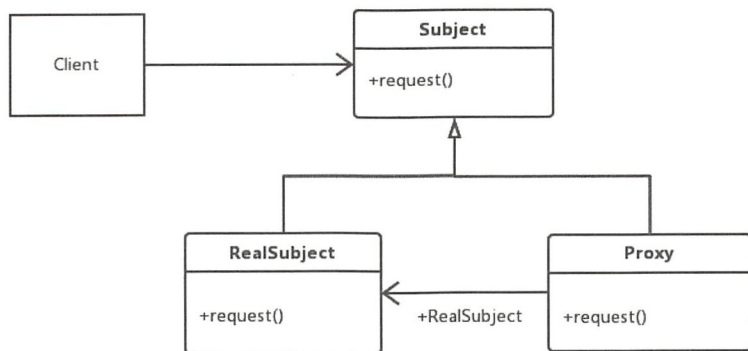 Subject
Client
+request()
RealSubject
Proxy
+request()
+RealSubject
+request()